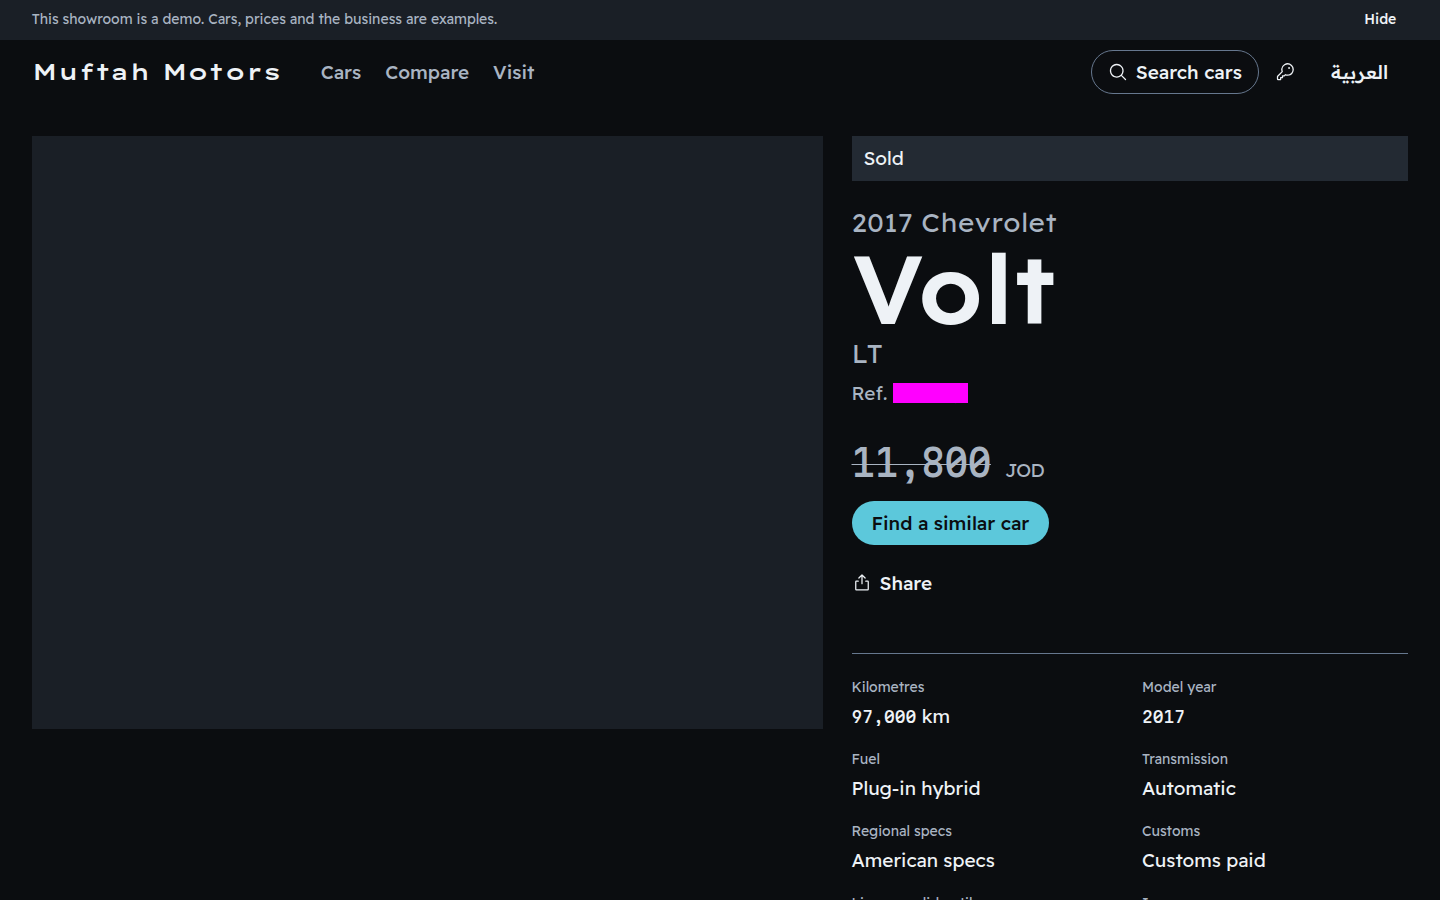 This showroom is a demo. Cars, prices and the business are examples.
Hide
Muftah Motors
Cars
Compare
Visit
Search cars
العربية
Sold
2017 Chevrolet
Volt
LT
Ref.
11,800 JOD
Find a similar car
Share
Kilometres
Model year
97,000 km
2017
Fuel
Transmission
Plug-in hybrid
Automatic
Regional specs
Customs
American specs
Customs paid